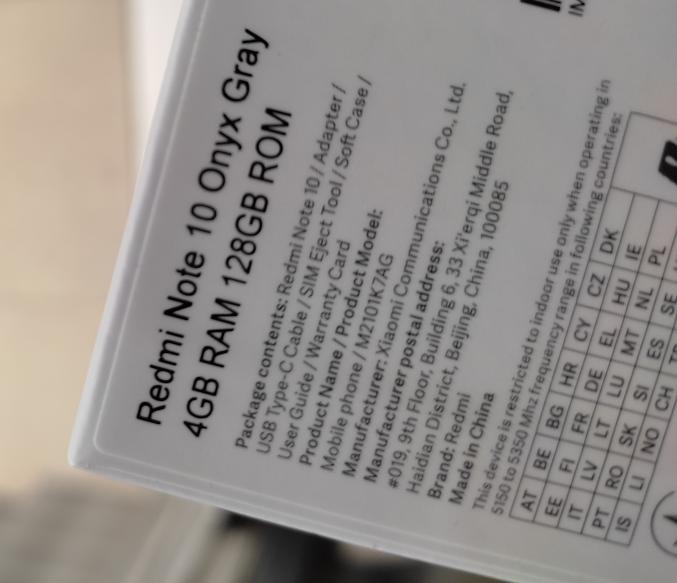 Redmi Note 10 Onyx Gray
4GB RAM 128GB ROM
Package contents: Redmi Note 10 / Adapter /
USB Type-C Cable / SIM Eject Tool / Soft Case /
User Guide / Warranty Card
Product Name / Product Model:
Mobile phone / M2101K7AG
Manufacturer: Xiaomi Communications Co., Ltd.
Manufacturer postal address:
#019, 9th Floor, Building 6, 33 Xi'erqi Middle Road,
Haidian District, Beijing, China, 100085
Brand: Redmi
Made in China
This device is restricted to indoor use only when operating in
5150 to 5350 Mhz frequency range in following countries:
AT BE BG HR CY CZ DK
EE FI FR DE EL HU IE
IT LV LT LU MT NL PL
PT RO SK SI ES SE
IS LI NO CH